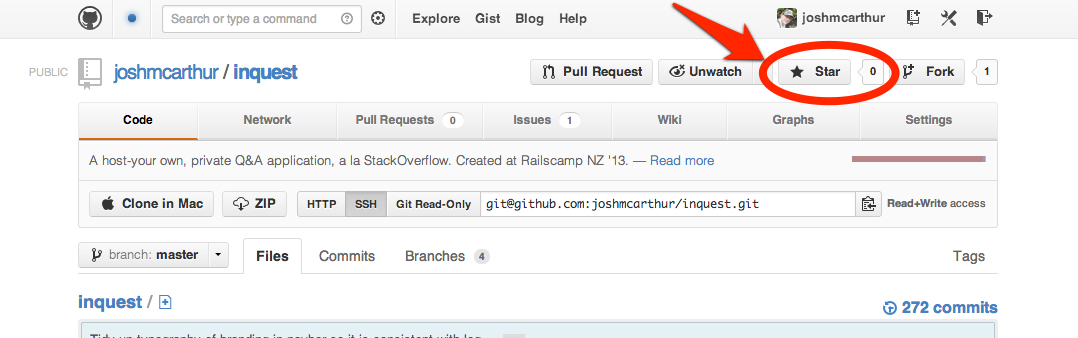 Search or type a command
Explore Gist Blog Help
joshmcarthur
PUBLIC joshmcarthur / inquest
Pull Request Unwatch Star 0 Fork 1
Code Network Pull Requests 0 Issues 1 Wiki Graphs Settings
A host-your own, private Q&A application, a la StackOverflow. Created at Railscamp NZ '13. — Read more
Clone in Mac ZIP HTTP SSH Git Read-Only git@github.com:joshmcarthur/inquest.git Read+Write access
branch: master Files Commits Branches 4 Tags
inquest /
272 commits